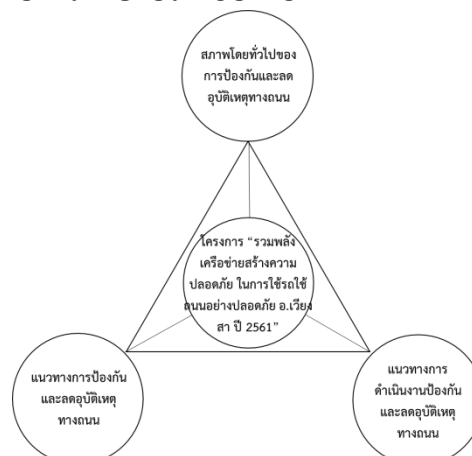 สภาพโดยทั่วไปของ
การป้องกันและลด
อุบัติเหตุทางถนน
โครงการ “รวมพลัง
เครือข่ายสร้างความ
ปลอดภัย ในการใช้รถใช้
ถนนอย่างปลอดภัย อ.เวียง
สา ปี 2561”
แนวทางการป้องกัน
และลดอุบัติเหตุ
ทางถนน
แนวทางการ
ดำเนินงานป้องกัน
และลดอุบัติเหตุ
ทางถนน